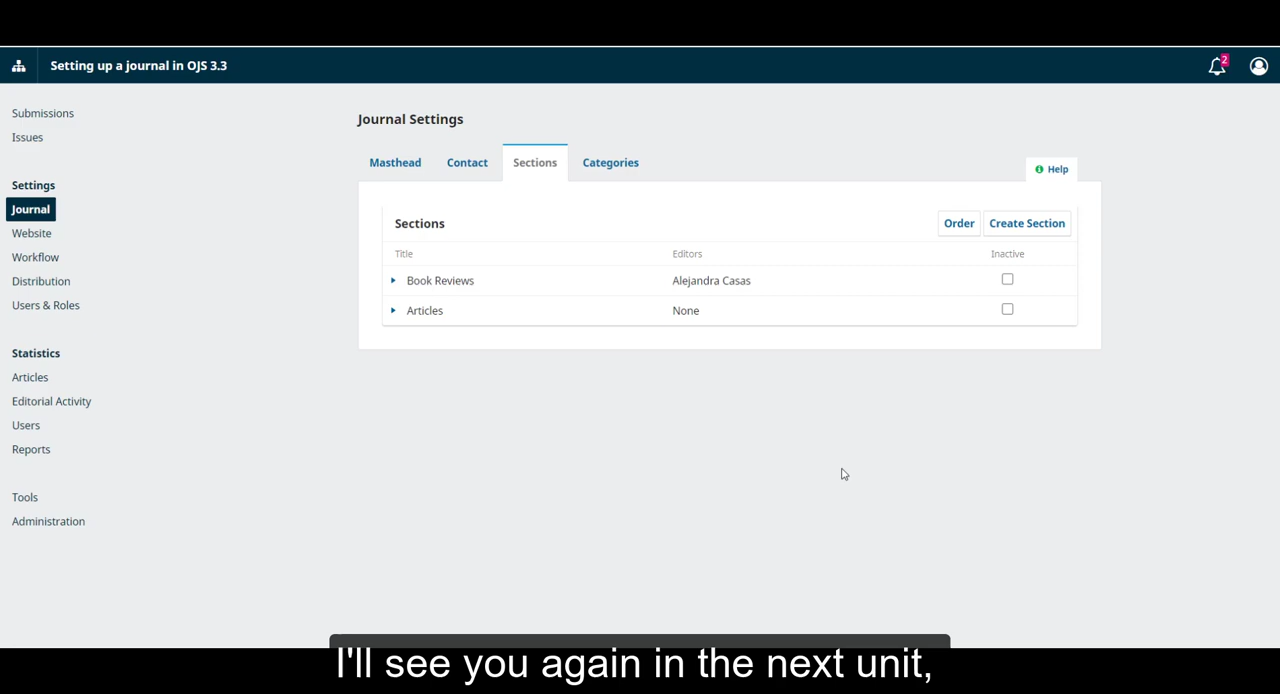 Setting up a journal in OJS 3.3
2
Submissions
Issues
Settings
Journal
Website
Workflow
Distribution
Users & Roles
Statistics
Articles
Editorial Activity
Users
Reports
Tools
Administration
Journal Settings
Masthead Contact Sections Categories
Help
Sections Order Create Section
Title Editors Inactive
Book Reviews Alejandra Casas
Articles None
I'll see you again in the next unit,